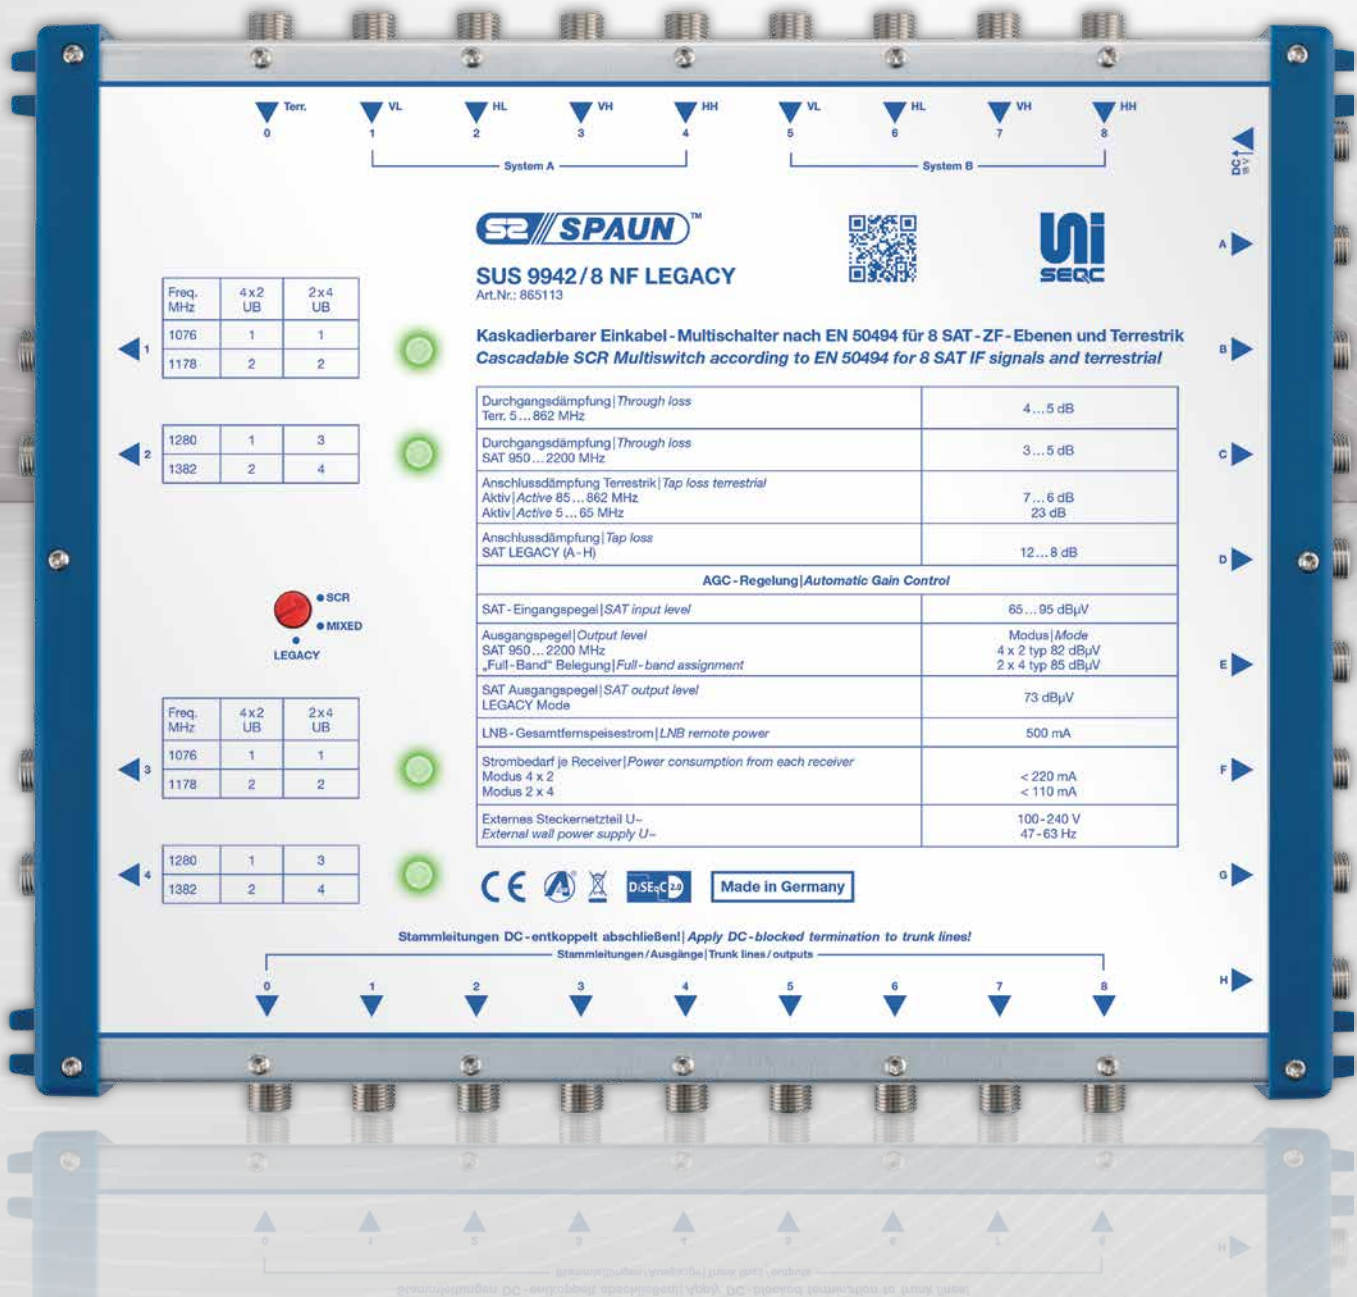 Terr. VL HL VH HH VL HL VH HH
0 1 2 3 4 5 6 7 8
System A System B
DC
18 V
S2 SPAUN™
UNi
SEQC
SUS 9942/8 NF LEGACY
Art.Nr.: 865113
Kaskadierbarer Einkabel-Multischalter nach EN 50494 für 8 SAT-ZF-Ebenen und Terrestrik
Cascadable SCR Multiswitch according to EN 50494 for 8 SAT IF signals and terrestrial
Freq. MHz 4x2 UB 2x4 UB
1076 1 1
1178 2 2
1
1280 1 3
1382 2 4
2
SCR
MIXED
LEGACY
Freq. MHz 4x2 UB 2x4 UB
1076 1 1
1178 2 2
3
1280 1 3
1382 2 4
4
Durchgangsdämpfung|Through loss
Terr. 5...862 MHz 4...5 dB
Durchgangsdämpfung|Through loss
SAT 950...2200 MHz 3...5 dB
Anschlussdämpfung Terrestrik|Tap loss terrestrial
Aktiv|Active 85...862 MHz 7...6 dB
Aktiv|Active 5...65 MHz 23 dB
Anschlussdämpfung|Tap loss
SAT LEGACY (A-H) 12...8 dB
AGC-Regelung|Automatic Gain Control
SAT-Eingangspegel|SAT input level 65...95 dBµV
Ausgangspegel|Output level Modus|Mode
SAT 950...2200 MHz 4 x 2 typ 82 dBµV
„Full-Band“ Belegung|Full-band assignment 2 x 4 typ 85 dBµV
SAT Ausgangspegel|SAT output level
LEGACY Mode 73 dBµV
LNB-Gesamtfernspeisestrom|LNB remote power 500 mA
Strombedarf je Receiver|Power consumption from each receiver
Modus 4 x 2 < 220 mA
Modus 2 x 4 < 110 mA
Externes Steckernetzteil U~ 100-240 V
External wall power supply U~ 47-63 Hz
CE DiSEqC 2.0 Made in Germany
A
B
C
D
E
F
G
H
Stammleitungen DC-entkoppelt abschließen!|Apply DC-blocked termination to trunk lines!
Stammleitungen/Ausgänge|Trunk lines/outputs
0 1 2 3 4 5 6 7 8